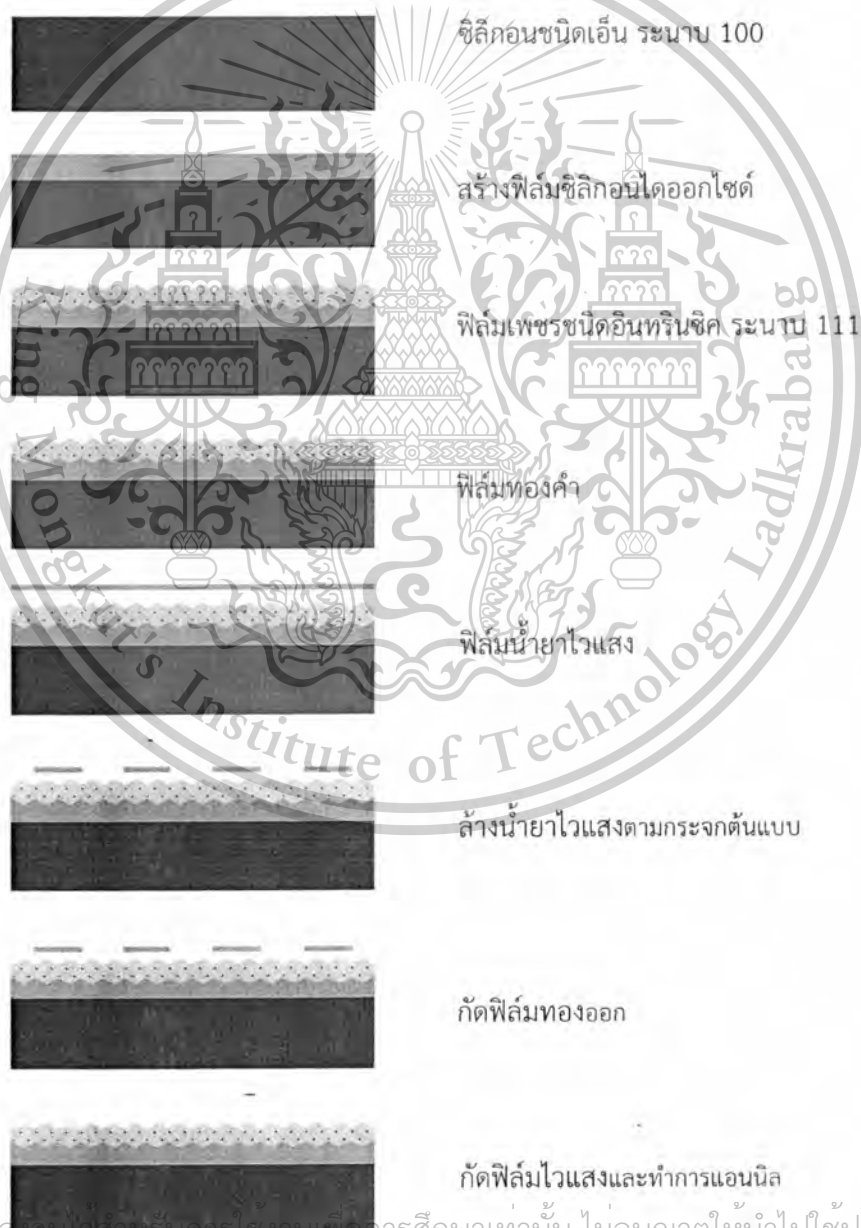 ซิลิกอนชนิดเอ็น ระนาบ 100
สร้างฟิล์มซิลิกอนไดออกไซด์
ฟิล์มเพชรชนิดอินทรินซิค ระนาบ 111
ฟิล์มทองคำ
ฟิล์มน้ำยาไวแสง
ล้างน้ำยาไวแสงตามกระจกต้นแบบ
กัดฟิล์มทองออก
กัดฟิล์มไวแสงและทำการแอนนิล
King Mongkut's Institute of Technology Ladkrabang